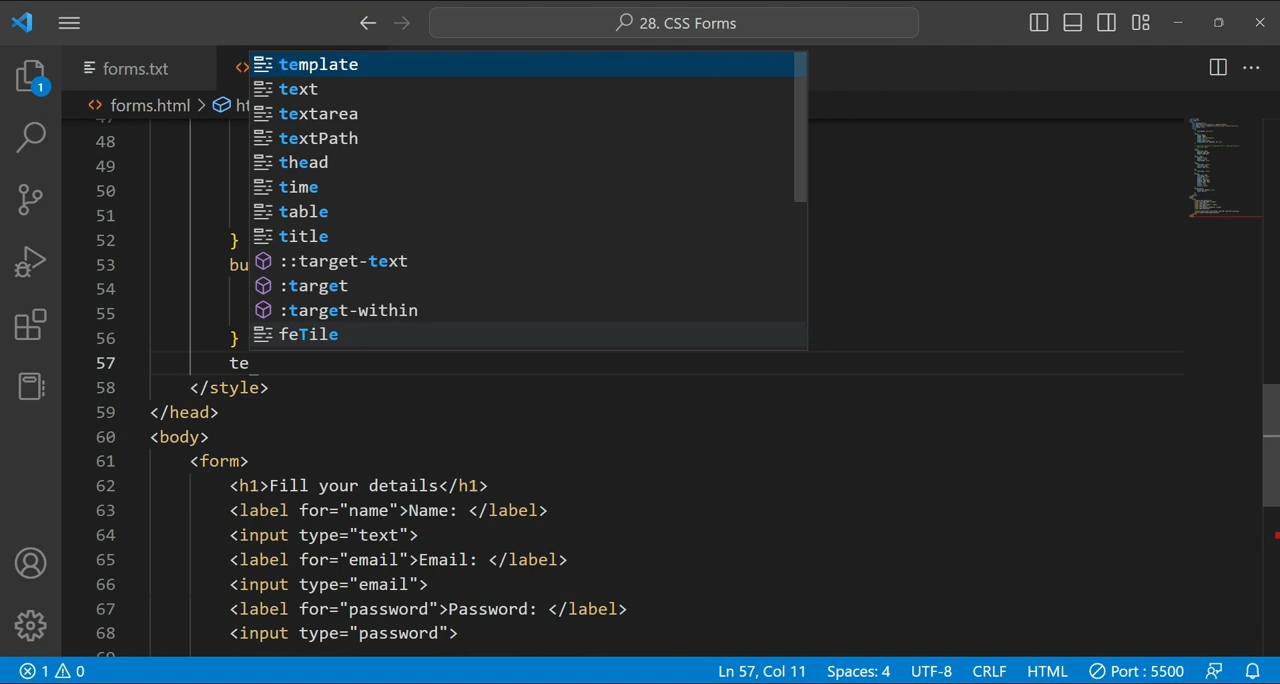 28. CSS Forms
1
forms.txt
forms.html
template
text
textarea
textPath
thead
time
table
title
::target-text
:target
:target-within
feTile
48
49
50
51
52 }
53 bu
54
55
56 }
57 te
58 </style>
59 </head>
60 <body>
61 <form>
62 <h1>Fill your details</h1>
63 <label for="name">Name: </label>
64 <input type="text">
65 <label for="email">Email: </label>
66 <input type="email">
67 <label for="password">Password: </label>
68 <input type="password">
1 0 Ln 57, Col 11 Spaces: 4 UTF-8 CRLF HTML Port : 5500